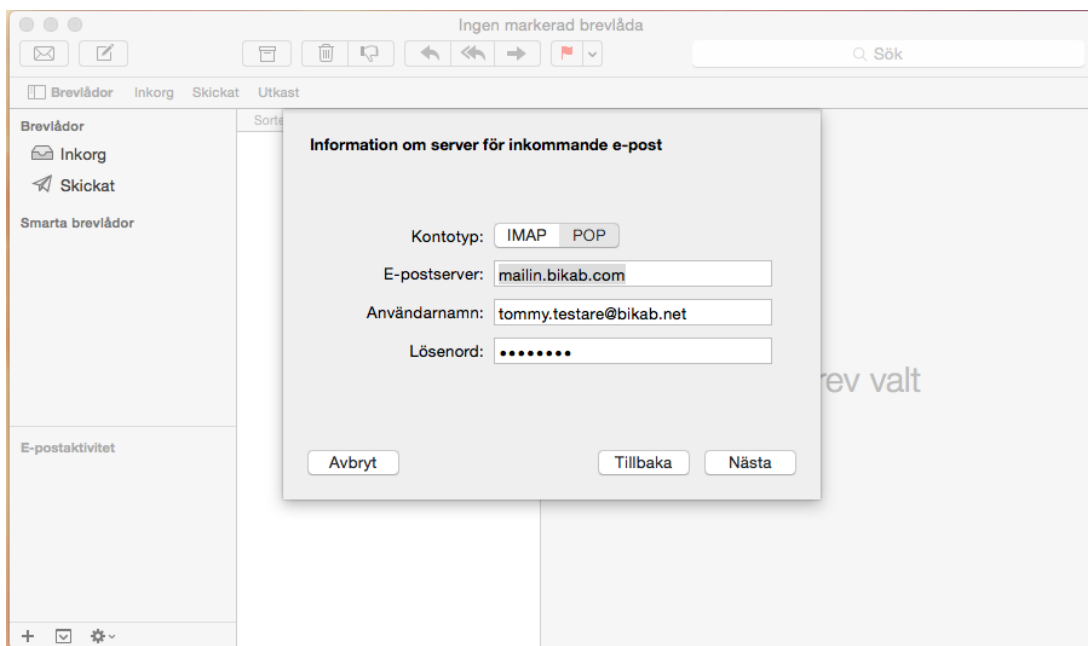 Ingen markerad brevlåda
Sök
Brevlådor Inkorg Skickat Utkast
Brevlådor
Inkorg
Skickat
Smarta brevlådor
E-postaktivitet
Information om server för inkommande e-post
Kontotyp: IMAP POP
E-postserver: mailin.bikab.com
Användarnamn: tommy.testare@bikab.net
Lösenord: ••••••••
Avbryt Tillbaka Nästa
valt